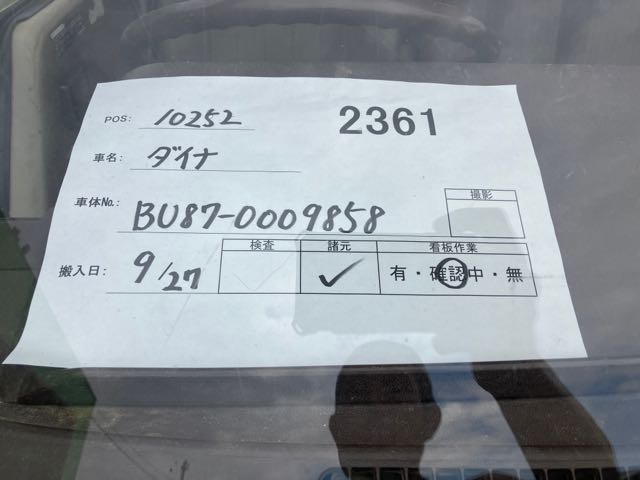 POS: 10252 2361
車名: ダイナ
車体No.: BU87-0009858 撮影
搬入日: 9/27 検査 諸元 ✓ 看板作業
有・確認中・無